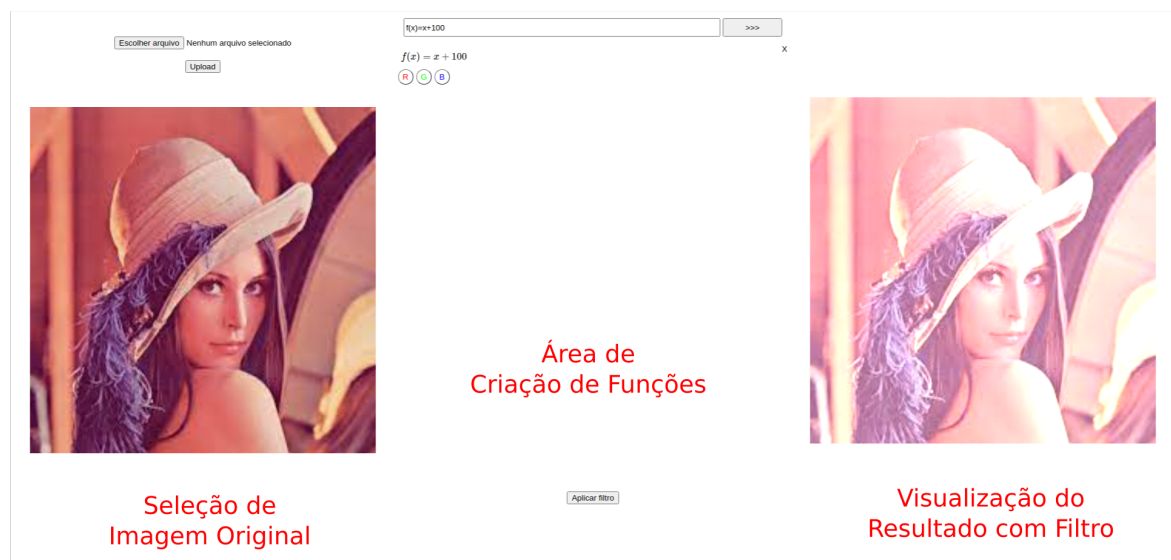 Escolher arquivo Nenhum arquivo selecionado
Upload
Seleção de
Imagem Original
f(x)=x+100 >>>
X
f(x) = x + 100
R G B
Área de
Criação de Funções
Aplicar filtro
Visualização do
Resultado com Filtro